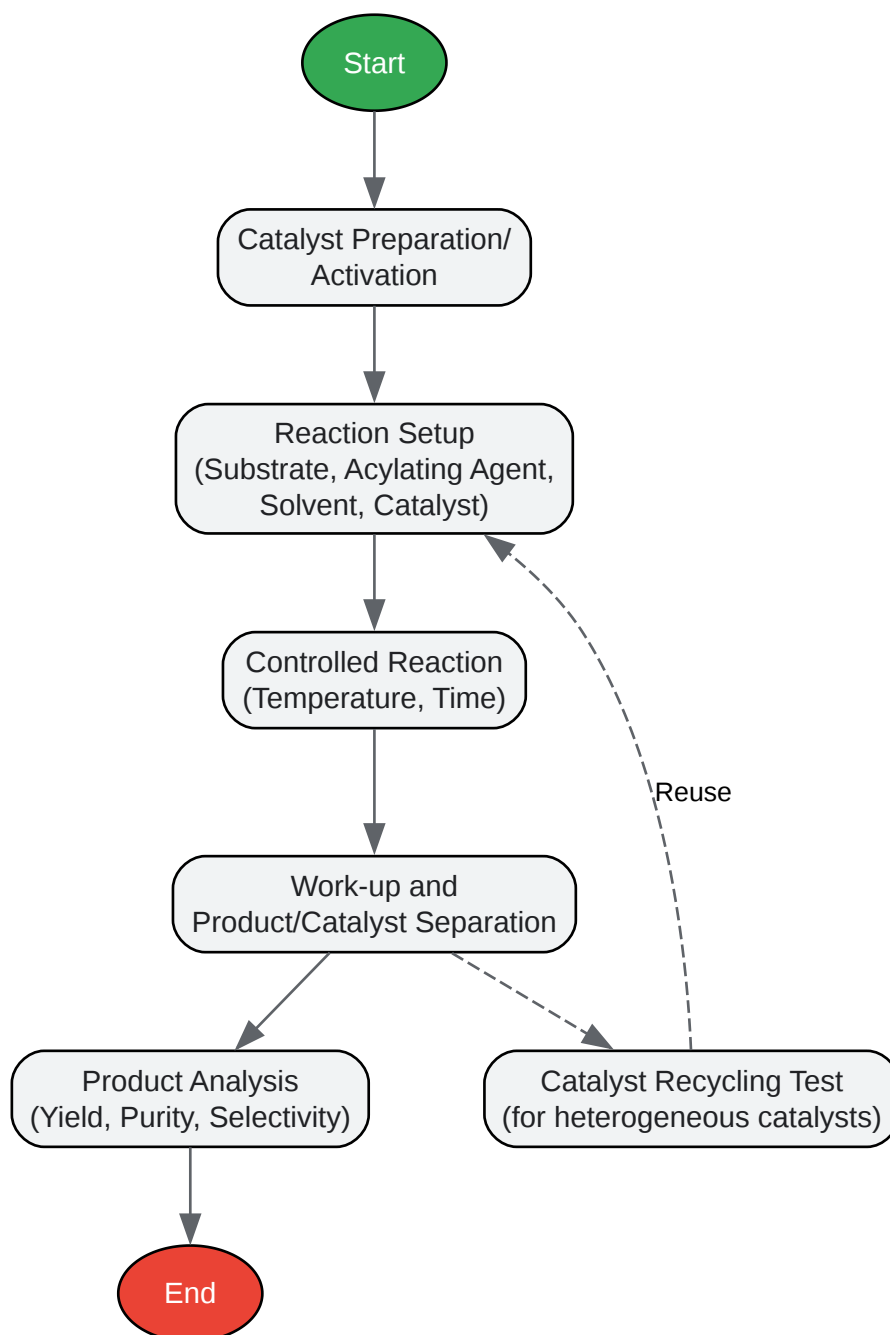 Start
Catalyst Preparation/
Activation
Reaction Setup
(Substrate, Acylating Agent,
Solvent, Catalyst)
Controlled Reaction
(Temperature, Time)
Reuse
Work-up and
Product/Catalyst Separation
Product Analysis
(Yield, Purity, Selectivity)
Catalyst Recycling Test
(for heterogeneous catalysts)
End